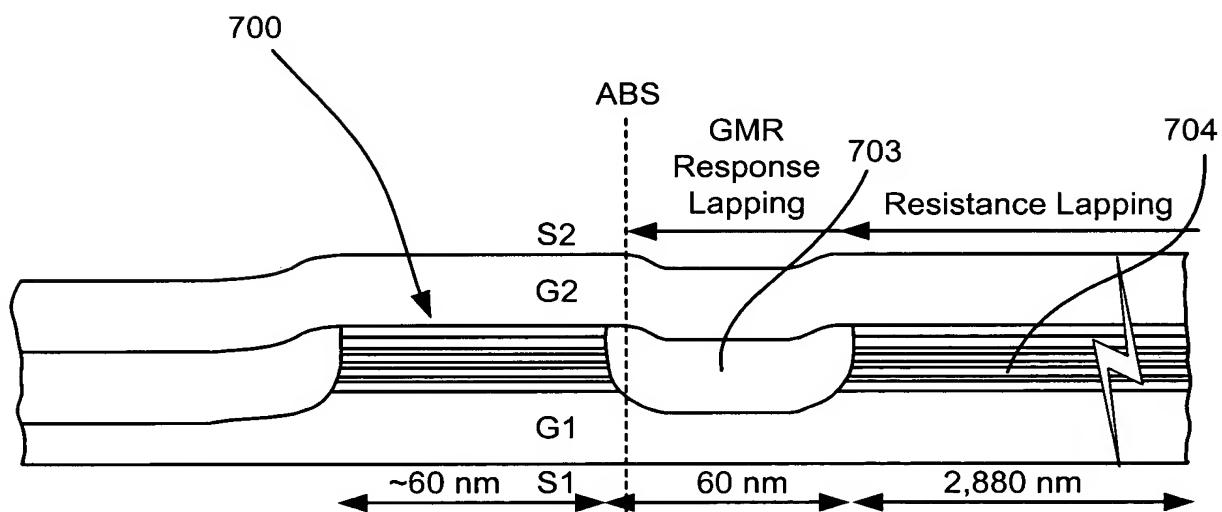 700
ABS
GMR
Response
Lapping
703
704
Resistance Lapping
S2
G2
G1
S1
~60 nm
60 nm
2,880 nm